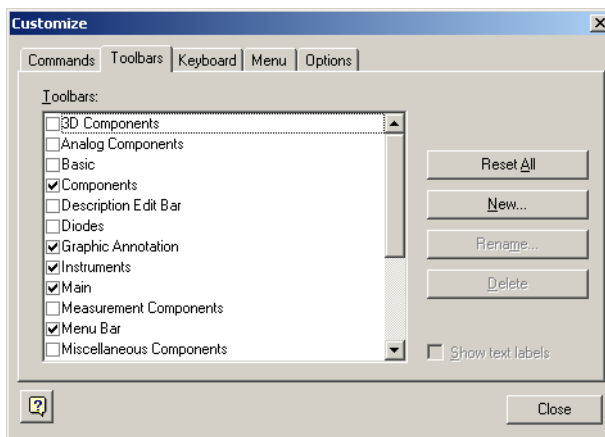 Customize
Commands Toolbars Keyboard Menu Options
Toolbars:
3D Components
Analog Components
Basic
Components
Description Edit Bar
Diodes
Graphic Annotation
Instruments
Main
Measurement Components
Menu Bar
Miscellaneous Components
Reset All
New...
Rename...
Delete
Show text labels
Close